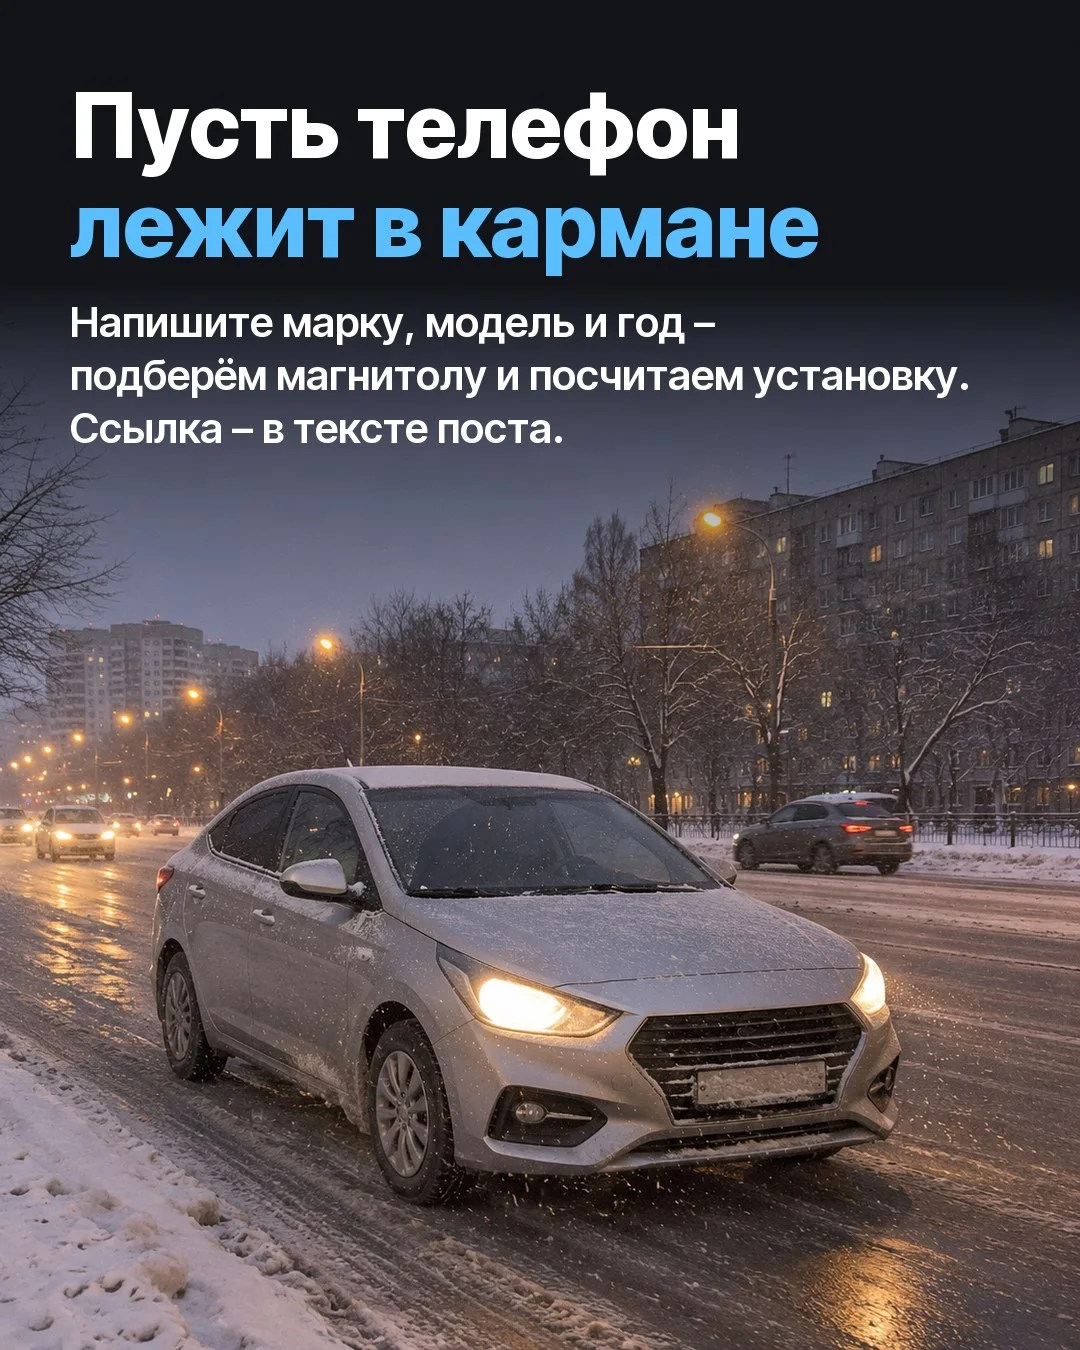 Пусть телефон
лежит в кармане
Напишите марку, модель и год –
подберём магнитолу и посчитаем установку.
Ссылка – в тексте поста.